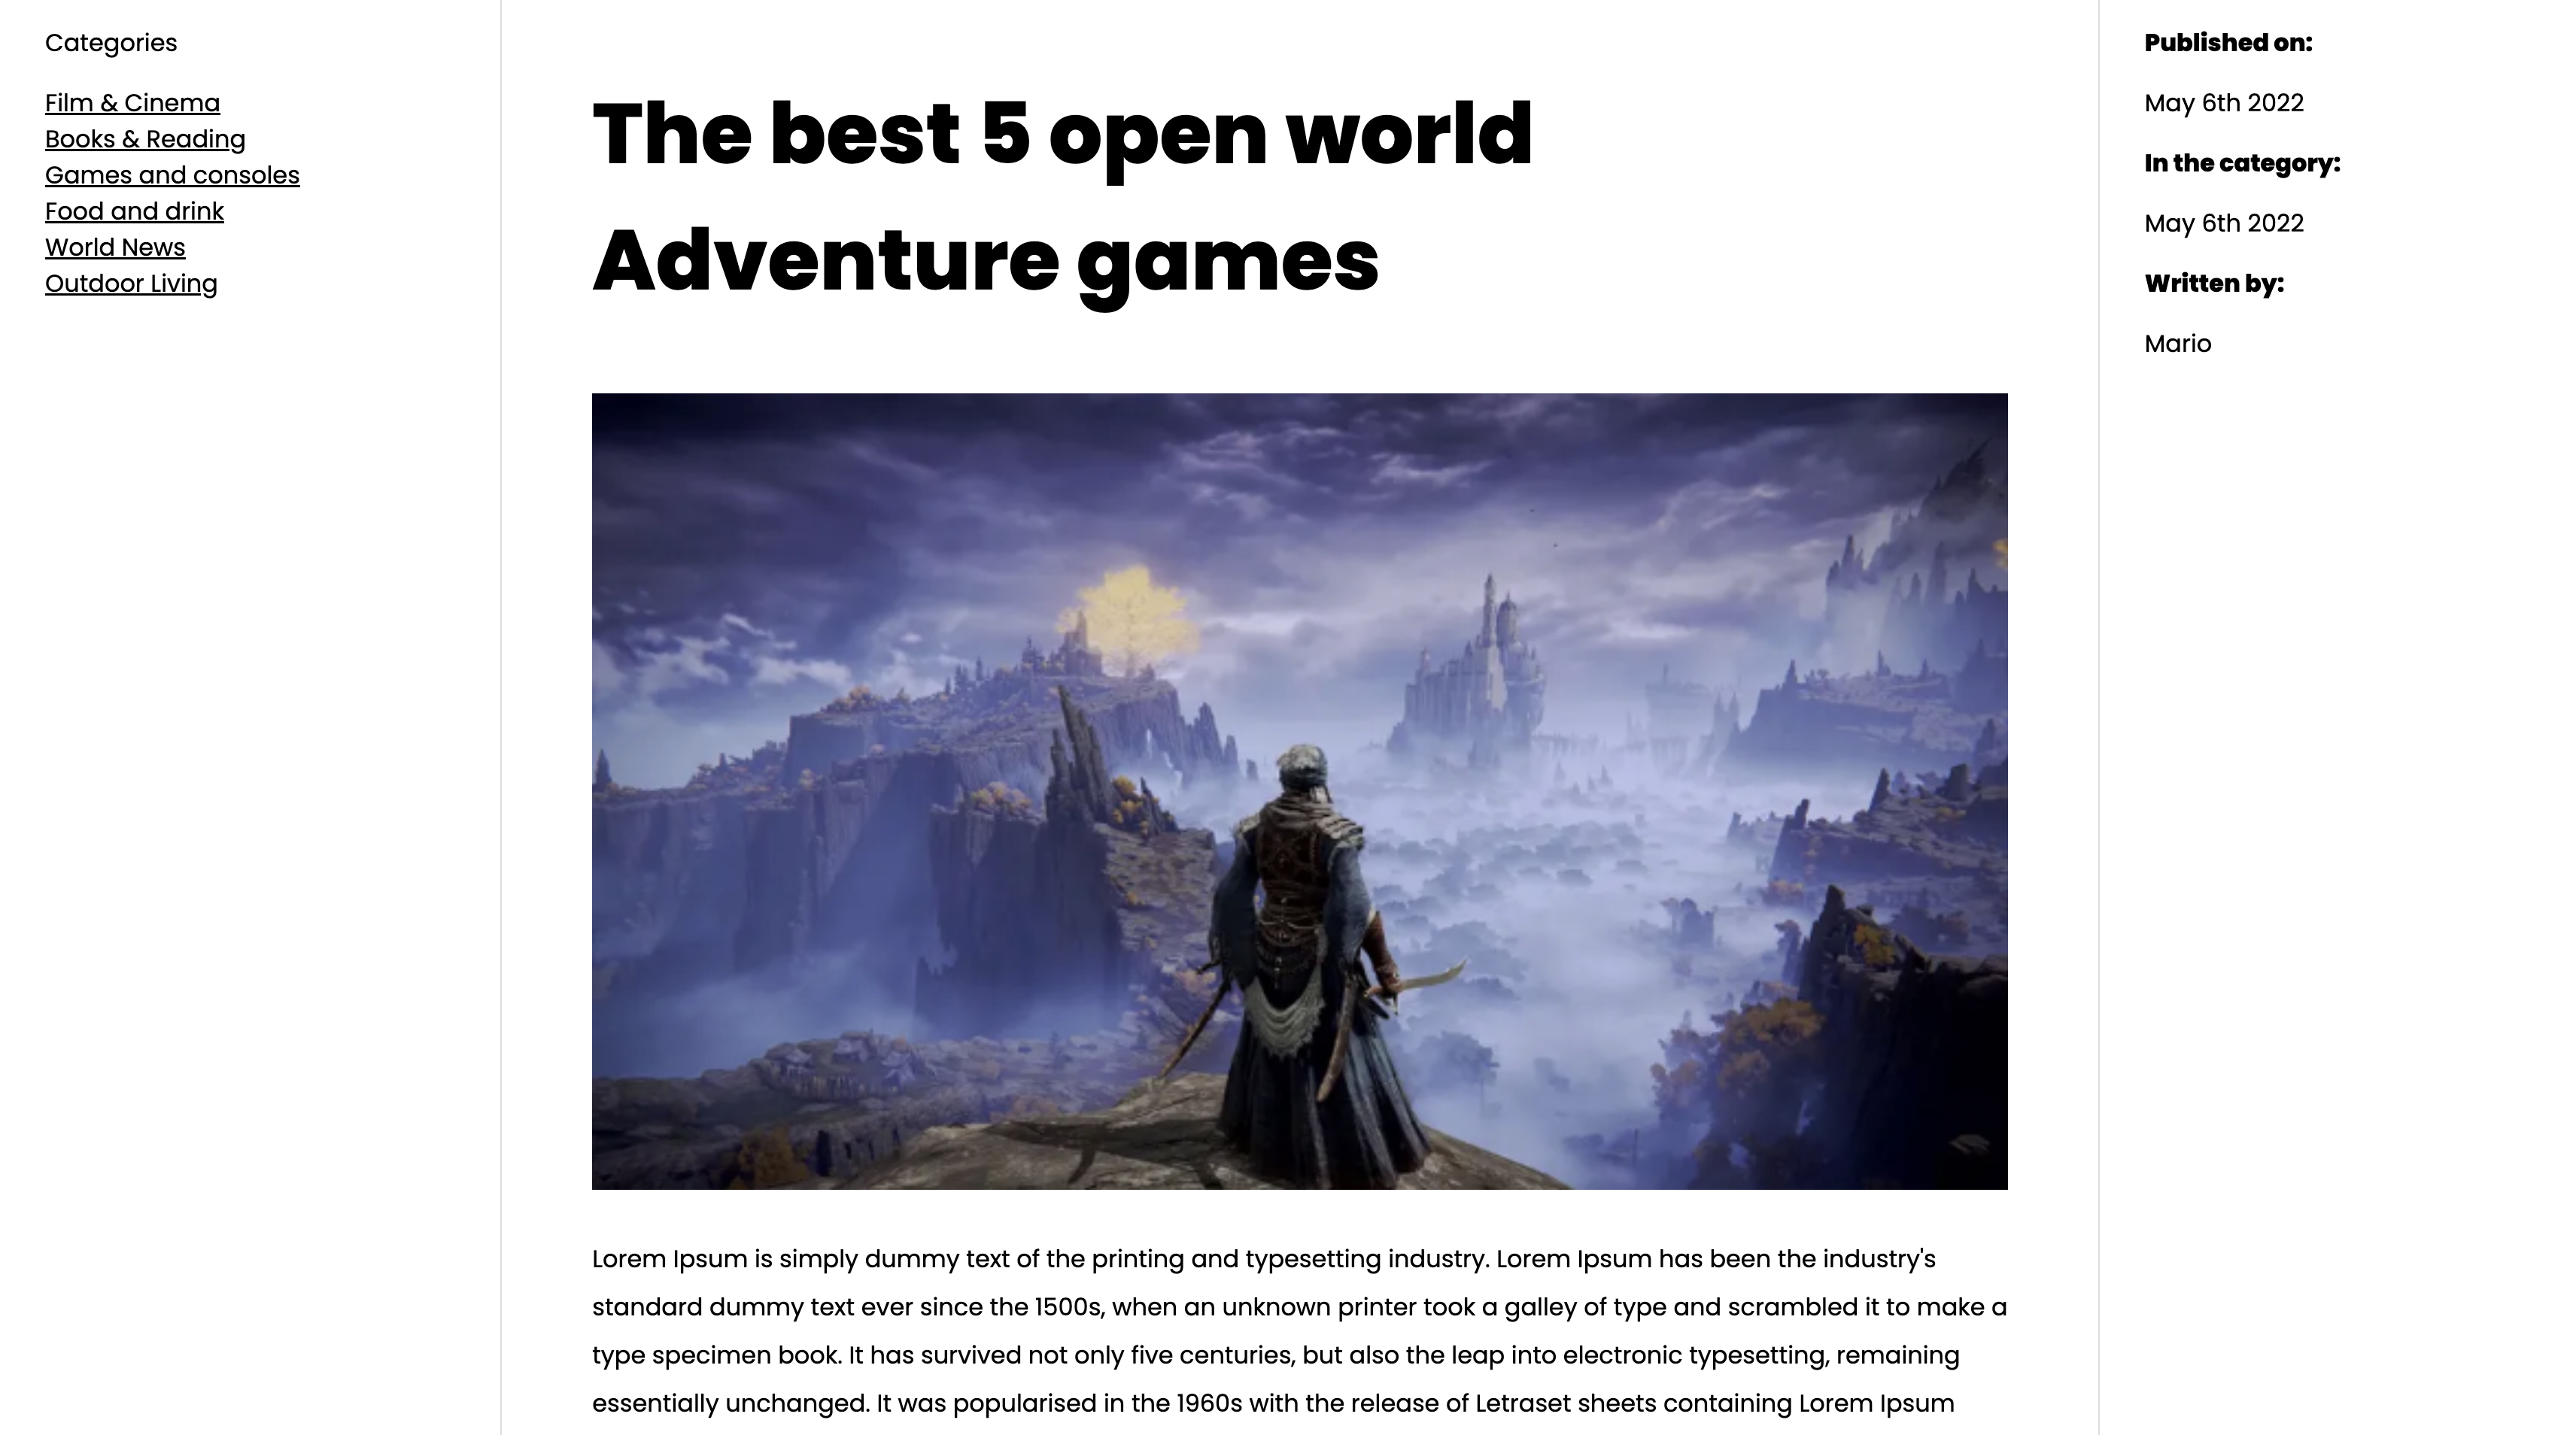 Categories
Film & Cinema
Books & Reading
Games and consoles
Food and drink
World News
Outdoor Living
The best 5 open world
Adventure games
Lorem Ipsum is simply dummy text of the printing and typesetting industry. Lorem Ipsum has been the industry's
standard dummy text ever since the 1500s, when an unknown printer took a galley of type and scrambled it to make a
type specimen book. It has survived not only five centuries, but also the leap into electronic typesetting, remaining
essentially unchanged. It was popularised in the 1960s with the release of Letraset sheets containing Lorem Ipsum
Published on:
May 6th 2022
In the category:
May 6th 2022
Written by:
Mario